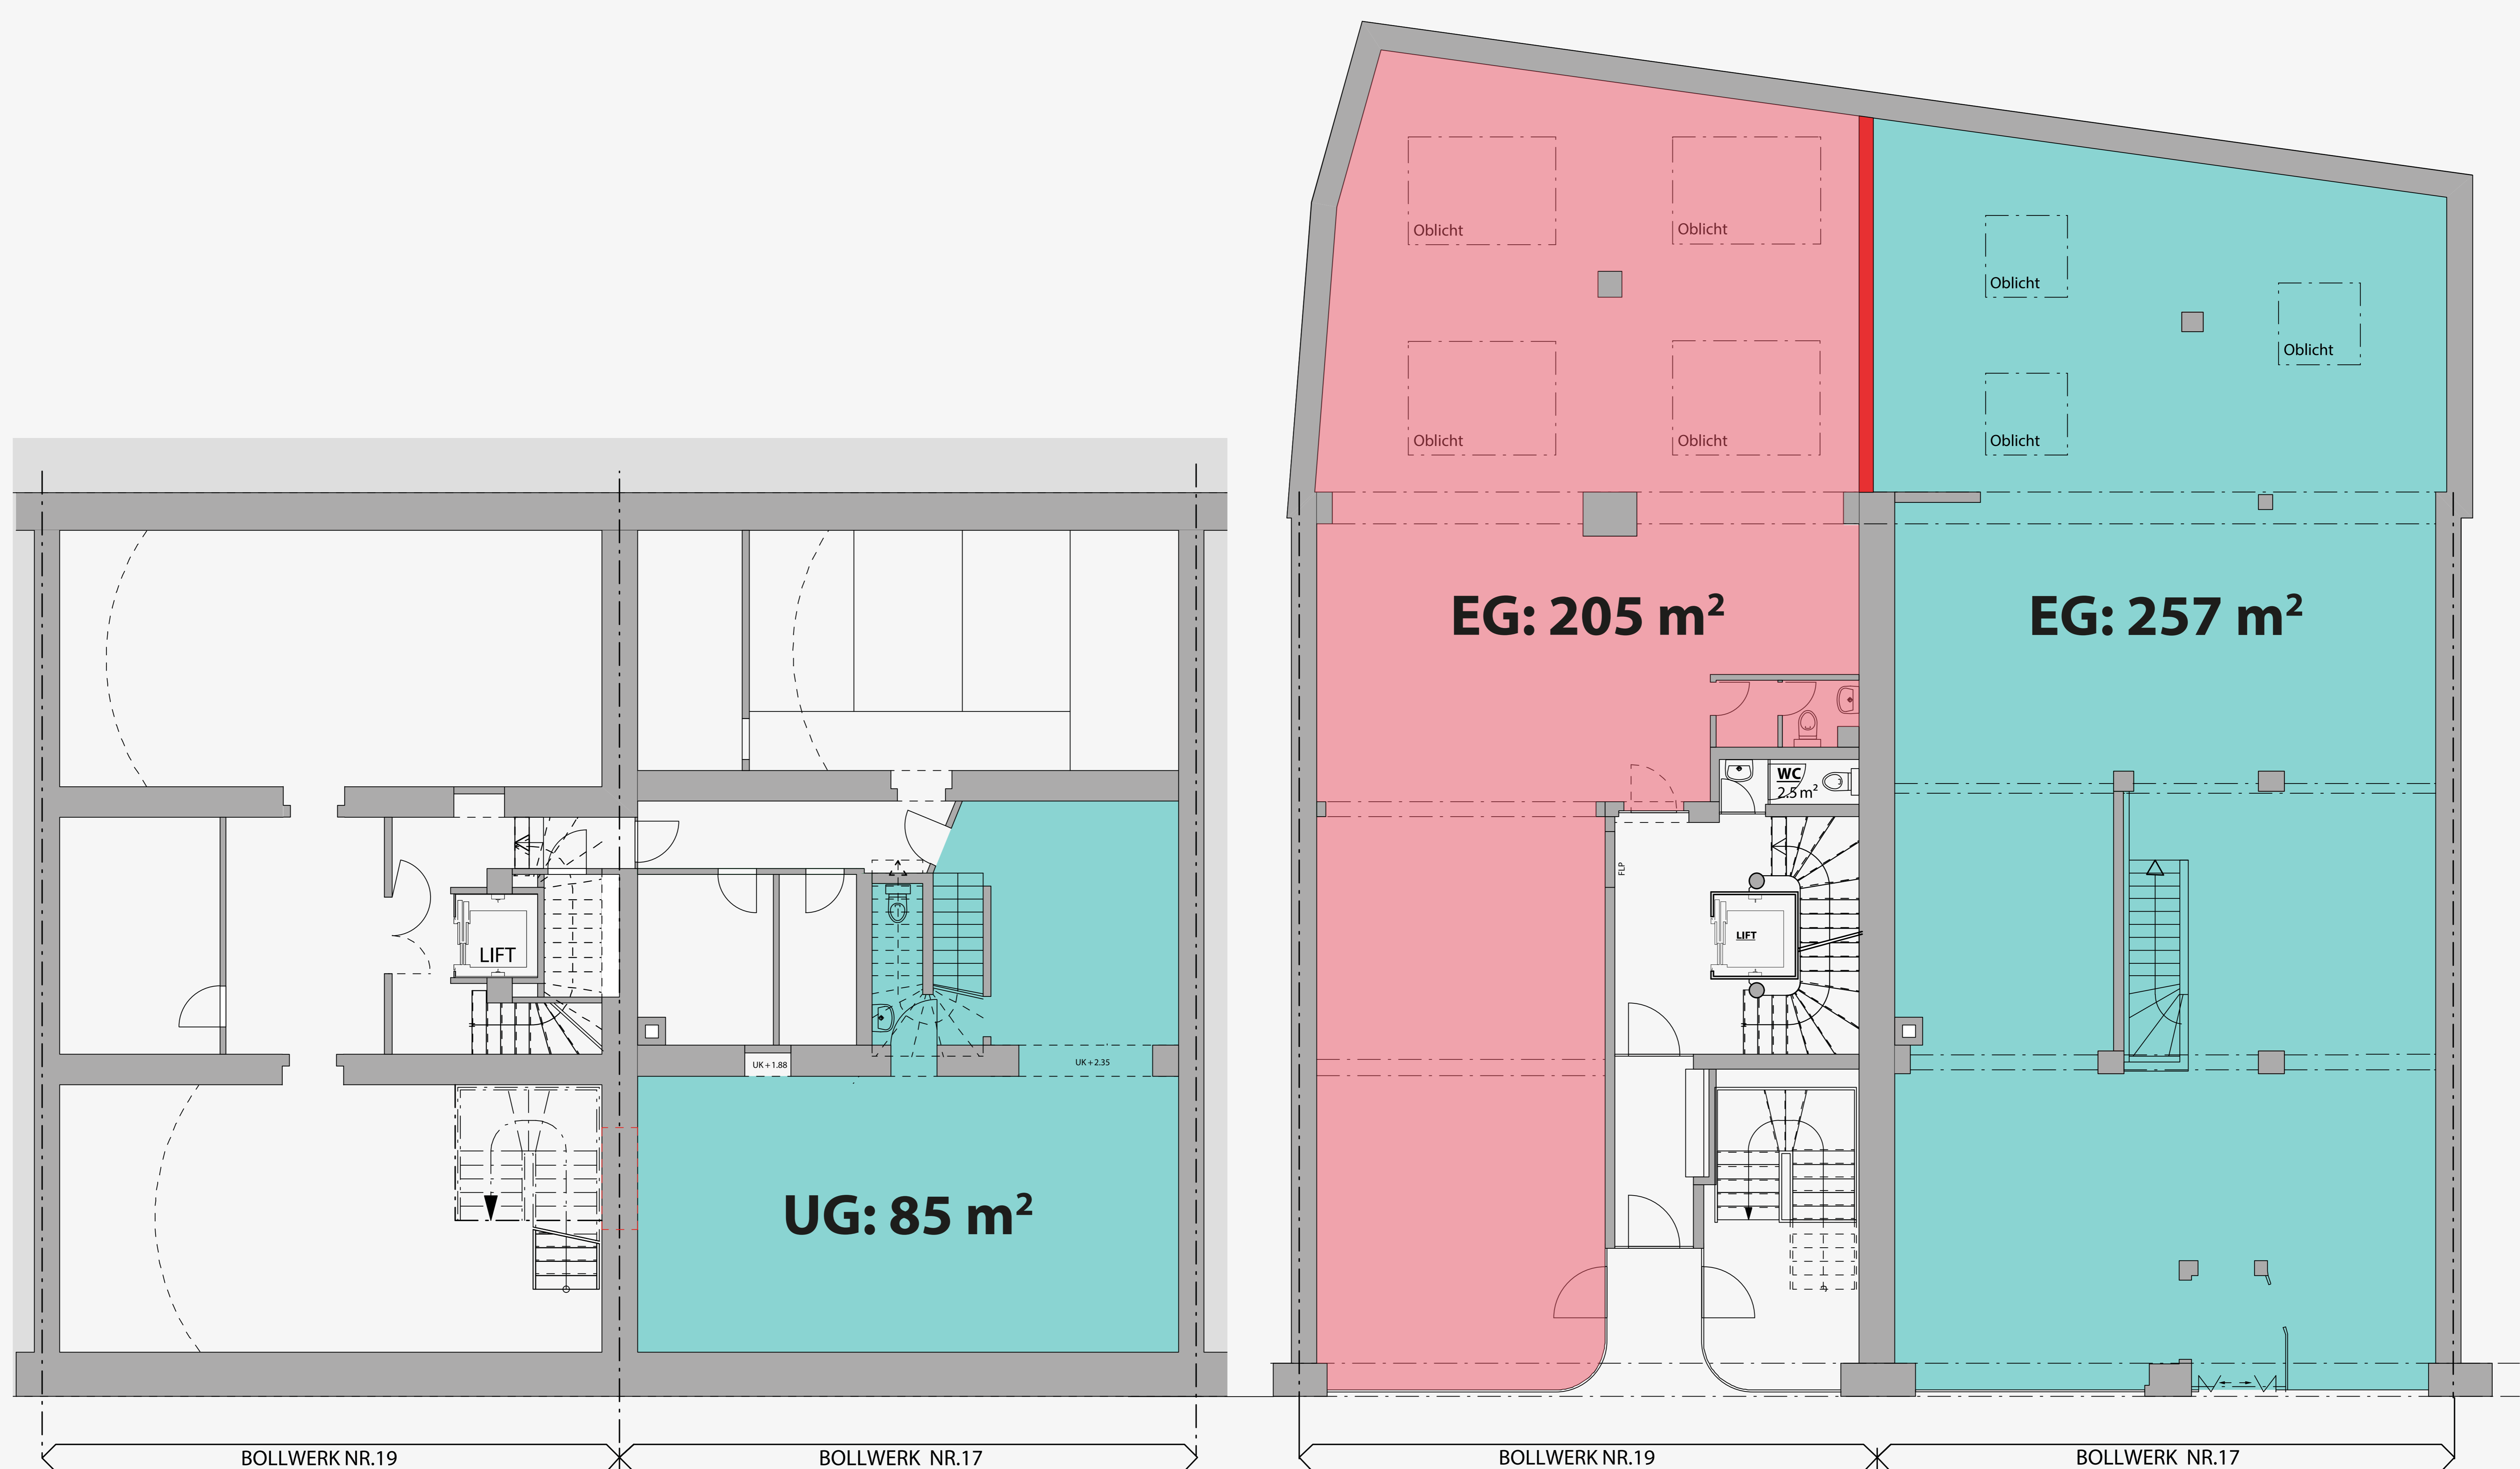 Oblicht
Oblicht
Oblicht
Oblicht
Oblicht
Oblicht
Oblicht
EG: 205 m²
EG: 257 m²
WC
2.5 m²
FLP
LIFT
LIFT
UK + 1.88
UK + 2.35
UG: 85 m²
BOLLWERK NR.19
BOLLWERK NR.17
BOLLWERK NR.19
BOLLWERK NR.17